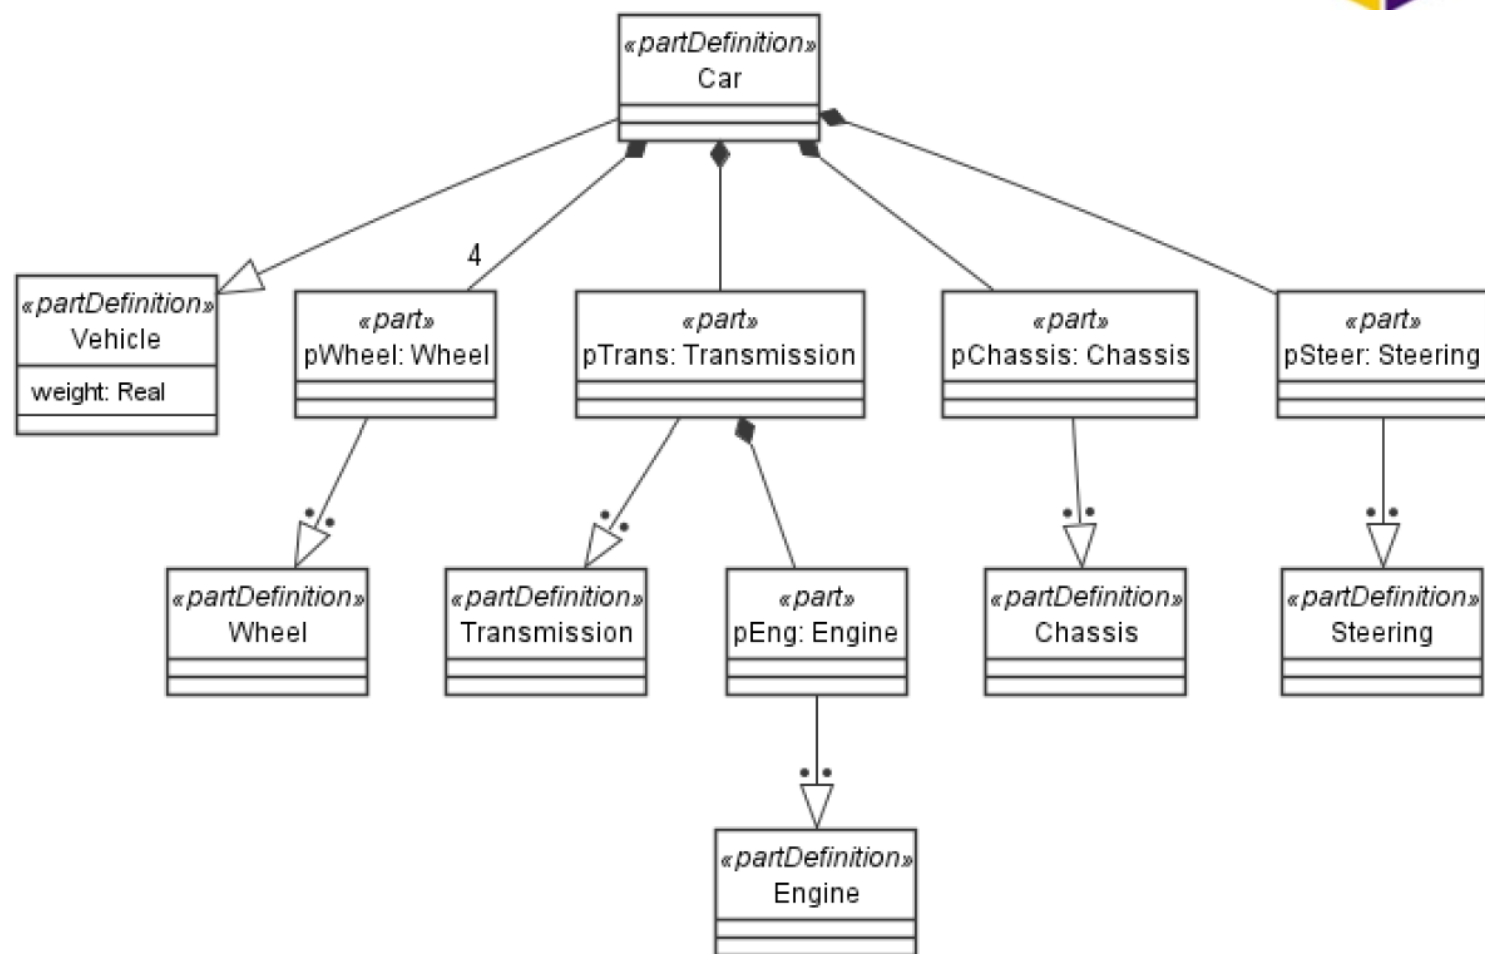 «partDefinition»
Car
4
«partDefinition»
Vehicle
weight: Real
«part»
pWheel: Wheel
«part»
pTrans: Transmission
«part»
pChassis: Chassis
«part»
pSteer: Steering
«partDefinition»
Wheel
«partDefinition»
Transmission
«part»
pEng: Engine
«partDefinition»
Chassis
«partDefinition»
Steering
«partDefinition»
Engine